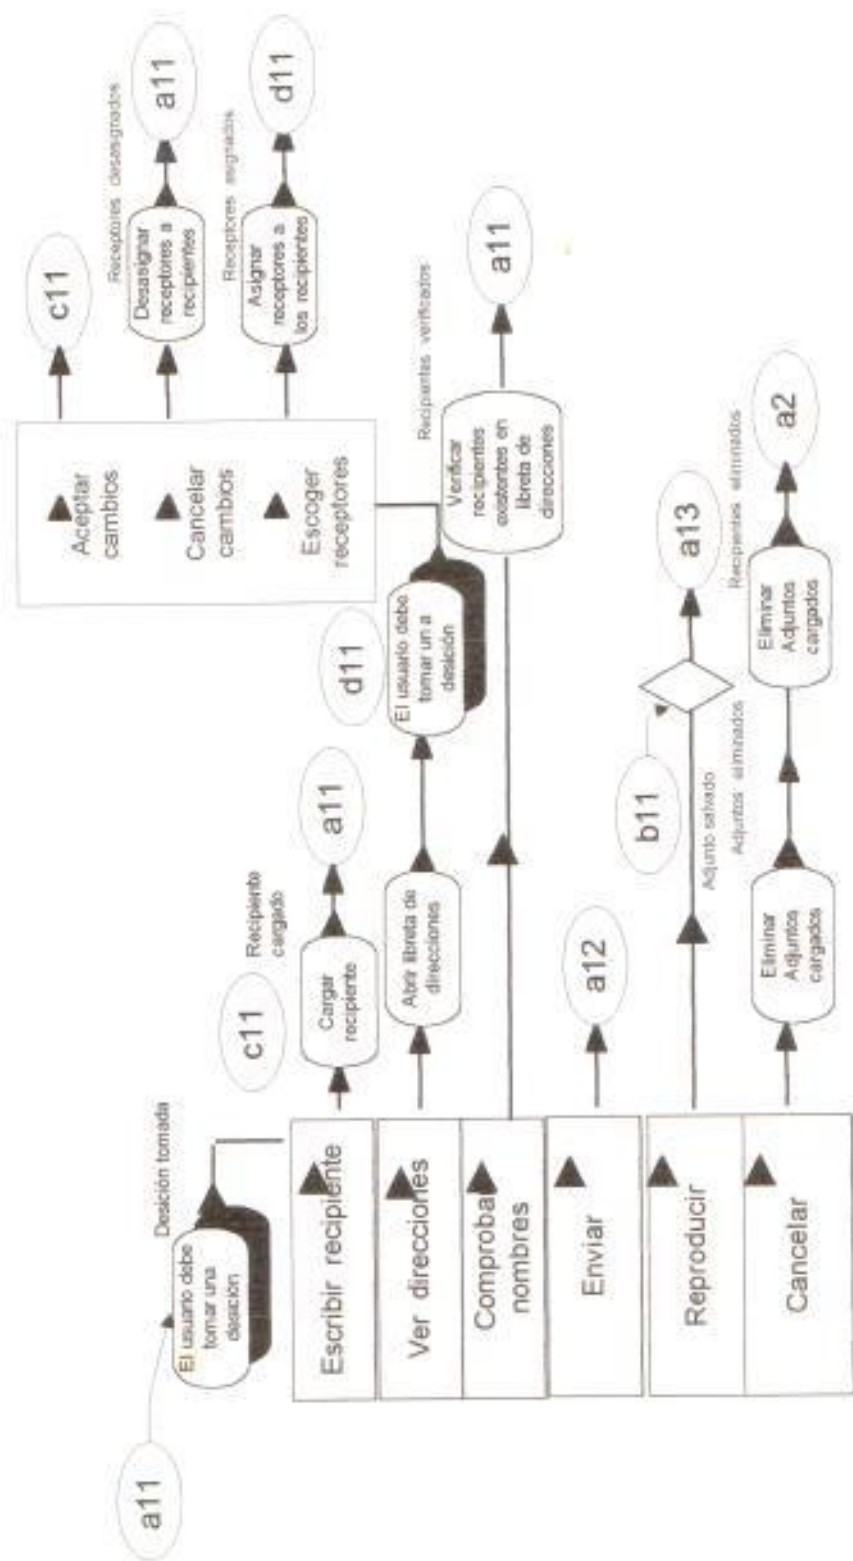 a11
El usuario debe
tomar una
desición
Desición tomada
Escribir recipiente
Ver direcciones
Comprobar
nombres
Enviar
Reproducir
Cancelar
c11
Cargar
recipiente
Recipiente
cargado
a11
Abrir libreta de
direcciones
d11
El usuario debe
tomar un a
desición
Aceptar
cambios
Cancelar
cambios
Escoger
receptores
c11
Desasignar
receptores a
recipientes
Receptores desasignados
a11
Asignar
receptores a
los recipientes
Receptores asignados
d11
Verificar
recipientes
existentes en
libreta de
direcciones
Recipientes verificados
a11
a12
b11
Adjunto salvado
a13
Eliminar
Adjuntos
cargados
Adjuntos eliminados
Eliminar
Adjuntos
cargados
Recipientes eliminados
a2